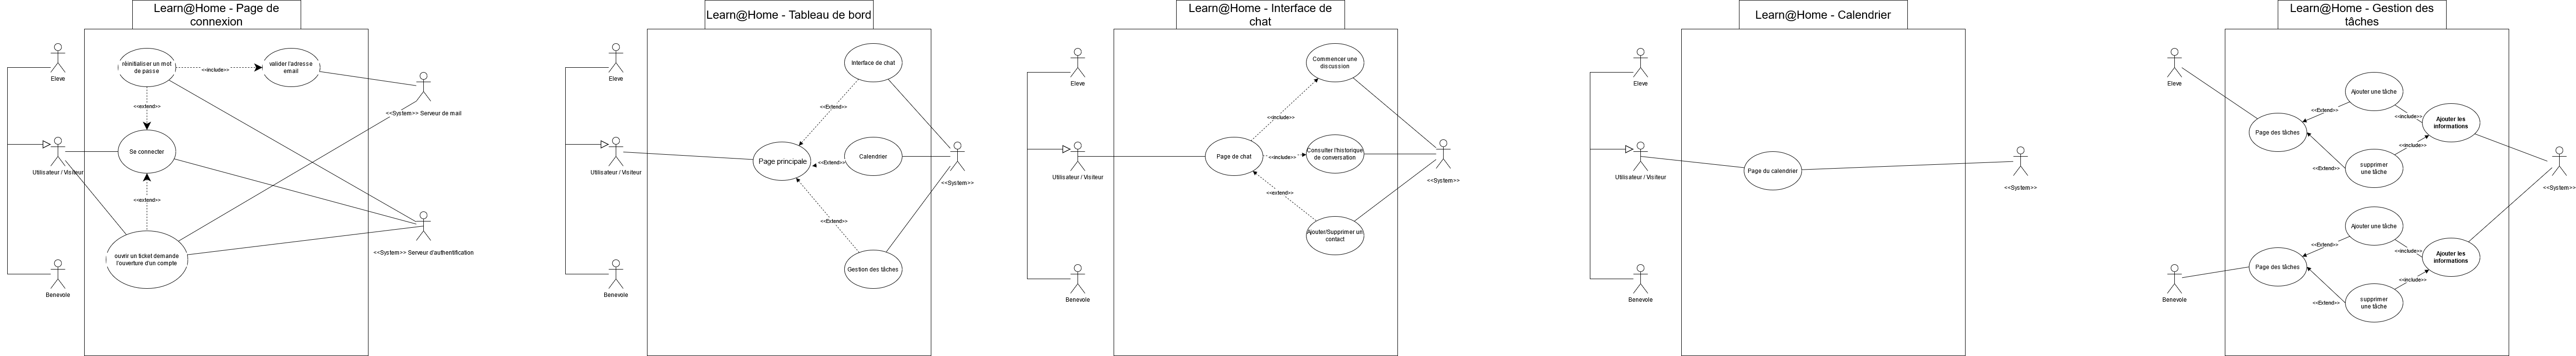 Learn@Home - Page de
connexion
Eleve
réinitialiser un mot
de passe
<<include>>
valider l'adresse
email
<<extend>>
<<System>> Serveur de mail
Se connecter
Utilisateur / Visiteur
<<extend>>
ouvrir un ticket demande
l'ouverture d'un compte
<<System>> Serveur d'authentification
Benevole
Learn@Home - Tableau de bord
Eleve
Interface de chat
<<Extend>>
Page principale
<<Extend>>
Calendrier
Utilisateur / Visiteur
<<System>>
<<Extend>>
Gestion des tâches
Benevole
Learn@Home - Interface de
chat
Eleve
Commencer une
discussion
<<include>>
Page de chat
<<include>>
Consulter l'historique
de conversation
Utilisateur / Visiteur
<<System>>
<<extend>>
Ajouter/Supprimer un
contact
Benevole
Learn@Home - Calendrier
Eleve
Utilisateur / Visiteur
Page du calendrier
<<System>>
Benevole
Learn@Home - Gestion des
tâches
Eleve
Ajouter une tâche
<<Extend>>
<<include>>
Page des tâches
Ajouter les
informations
<<include>>
<<Extend>>
supprimer
une tâche
<<System>>
Ajouter une tâche
<<Extend>>
<<include>>
Page des tâches
Ajouter les
informations
<<include>>
<<Extend>>
supprimer
une tâche
Benevole